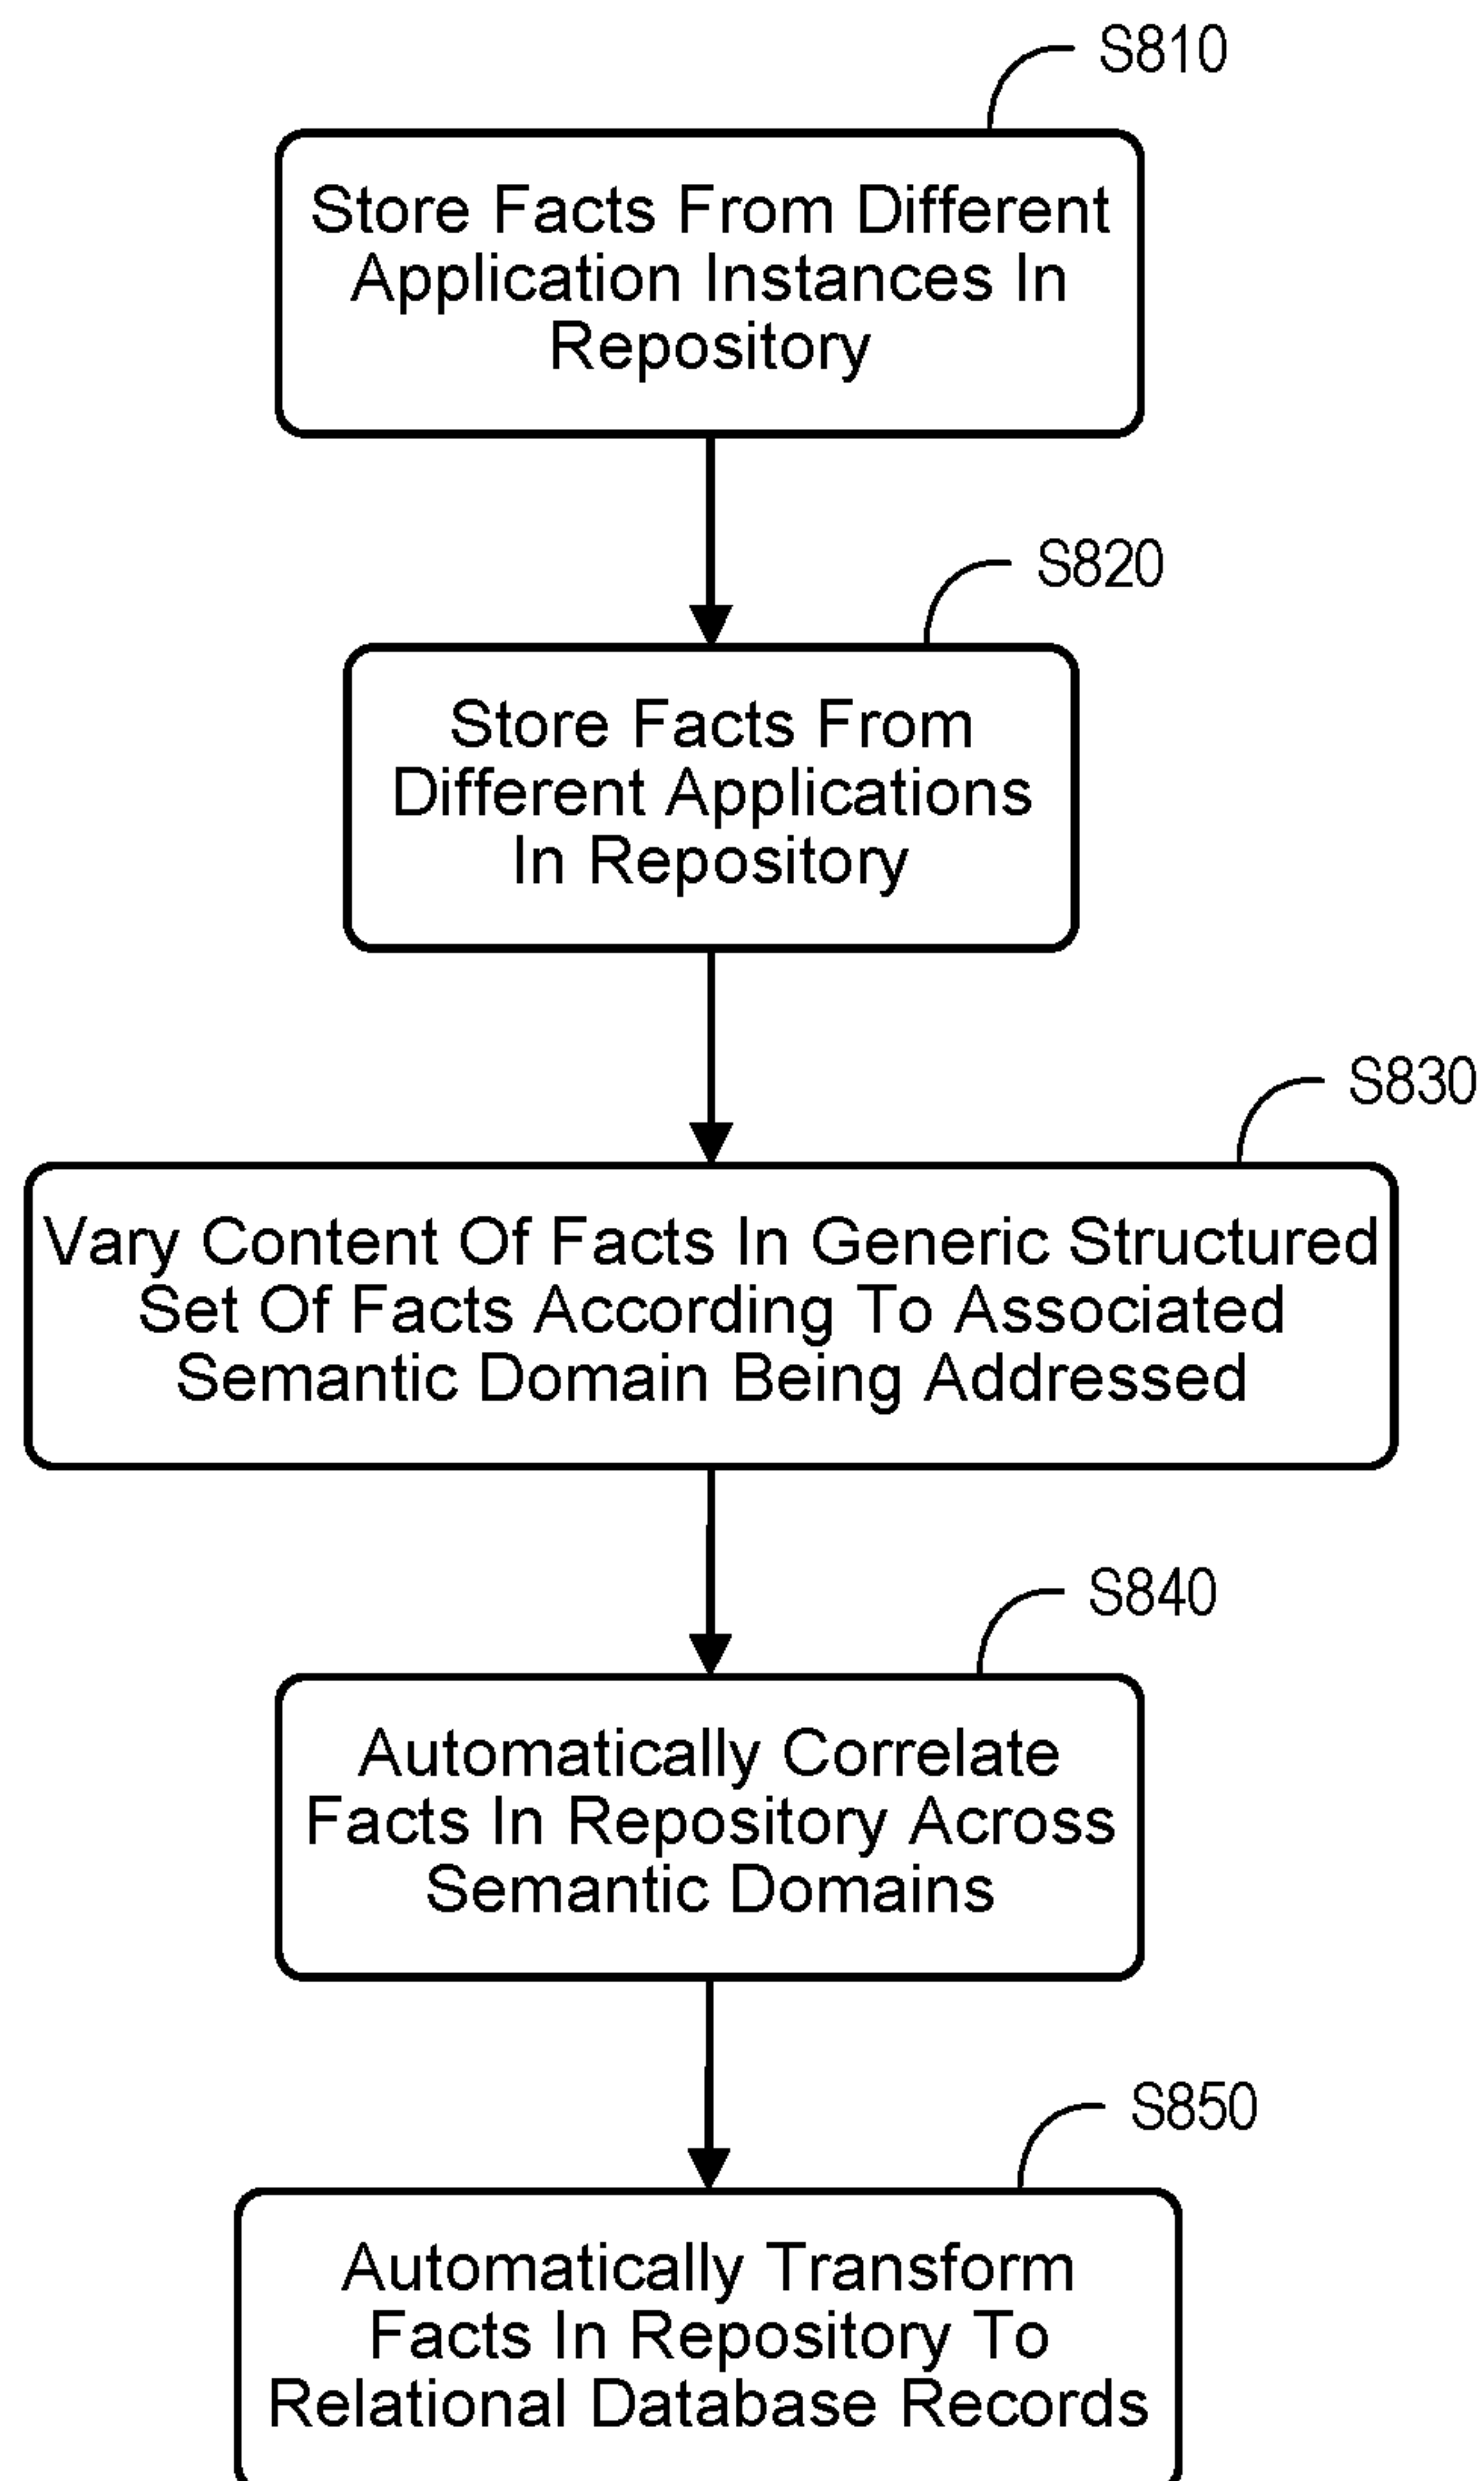 S810
Store Facts From Different
Application Instances In
Repository
S820
Store Facts From
Different Applications
In Repository
S830
Vary Content Of Facts In Generic Structured
Set Of Facts According To Associated
Semantic Domain Being Addressed
S840
Automatically Correlate
Facts In Repository Across
Semantic Domains
S850
Automatically Transform
Facts In Repository To
Relational Database Records